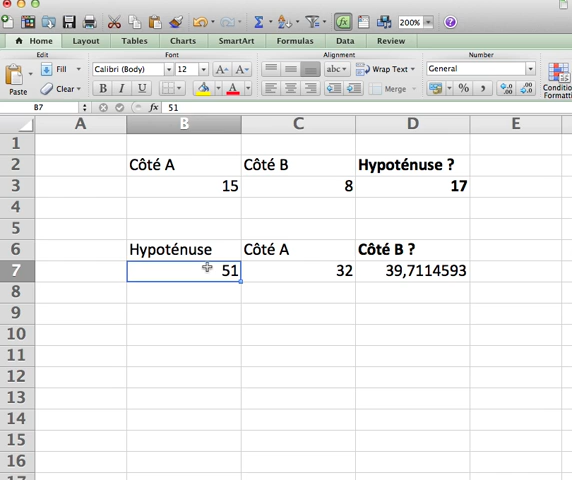 200%
Home Layout Tables Charts SmartArt Formulas Data Review
Font Alignment Number
Fill Calibri (Body) 12 A A abc Wrap Text General
Paste Clear B I U A Merge % Conditio
Formatti
B7 fx 51
A B C D E
1
2 Côté A Côté B Hypoténuse ?
3 15 8 17
4
5
6 Hypoténuse Côté A Côté B ?
7 51 32 39,7114593
8
9
10
11
12
13
14
15
16
17